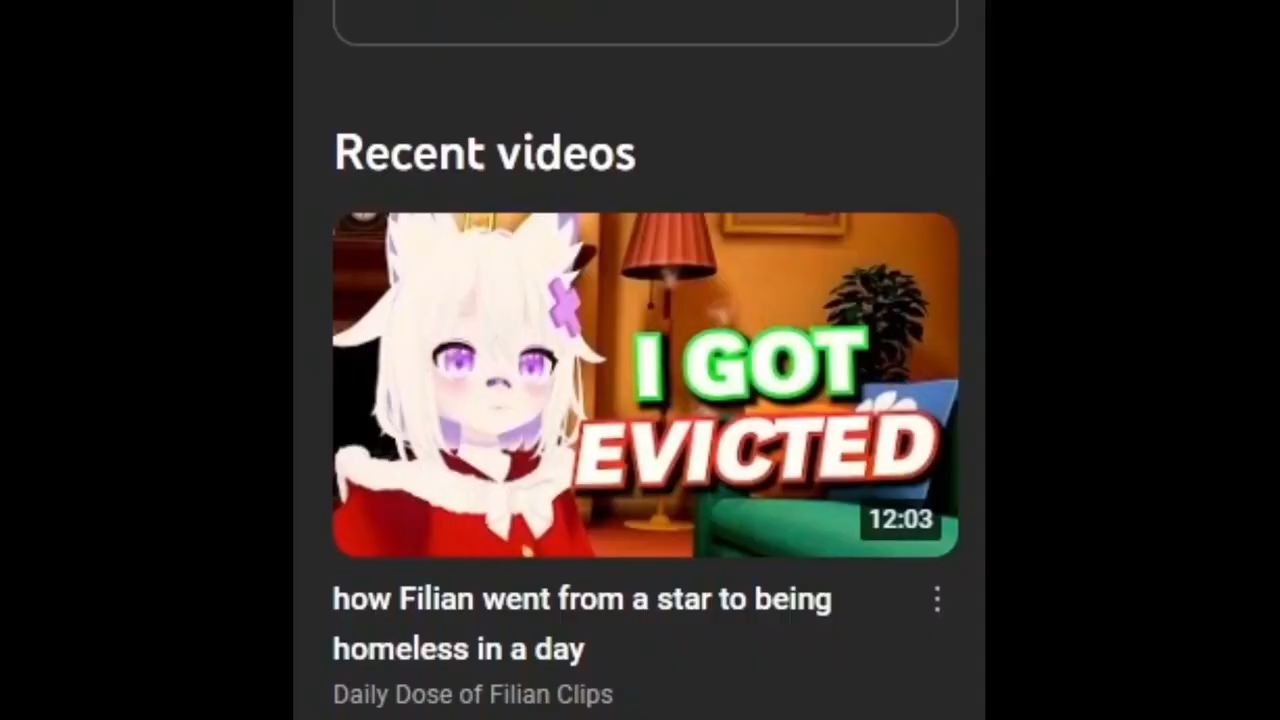 Recent videos
I GOT
EVICTED
12:03
how Filian went from a star to being
homeless in a day
Daily Dose of Filian Clips